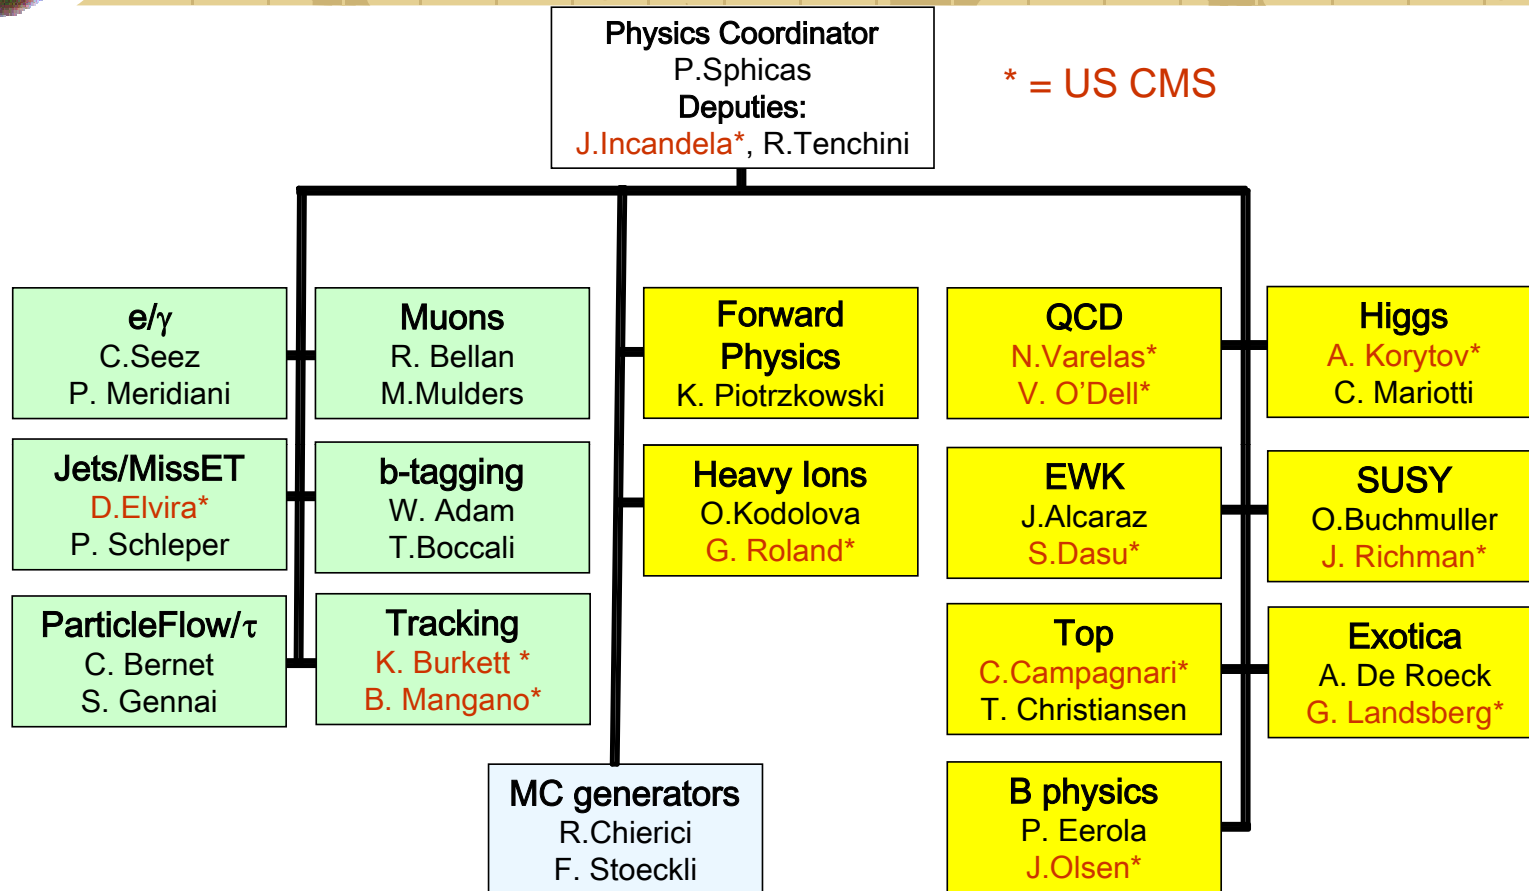 Physics Coordinator
P.Sphicas
Deputies:
J.Incandela*, R.Tenchini
* = US CMS
e/γ
C.Seez
P. Meridiani
Muons
R. Bellan
M.Mulders
Forward
Physics
K. Piotrzkowski
QCD
N.Varelas*
V. O'Dell*
Higgs
A. Korytov*
C. Mariotti
Jets/MissET
D.Elvira*
P. Schleper
b-tagging
W. Adam
T.Boccali
Heavy Ions
O.Kodolova
G. Roland*
EWK
J.Alcaraz
S.Dasu*
SUSY
O.Buchmuller
J. Richman*
ParticleFlow/τ
C. Bernet
S. Gennai
Tracking
K. Burkett *
B. Mangano*
Top
C.Campagnari*
T. Christiansen
Exotica
A. De Roeck
G. Landsberg*
MC generators
R.Chierici
F. Stoeckli
B physics
P. Eerola
J.Olsen*